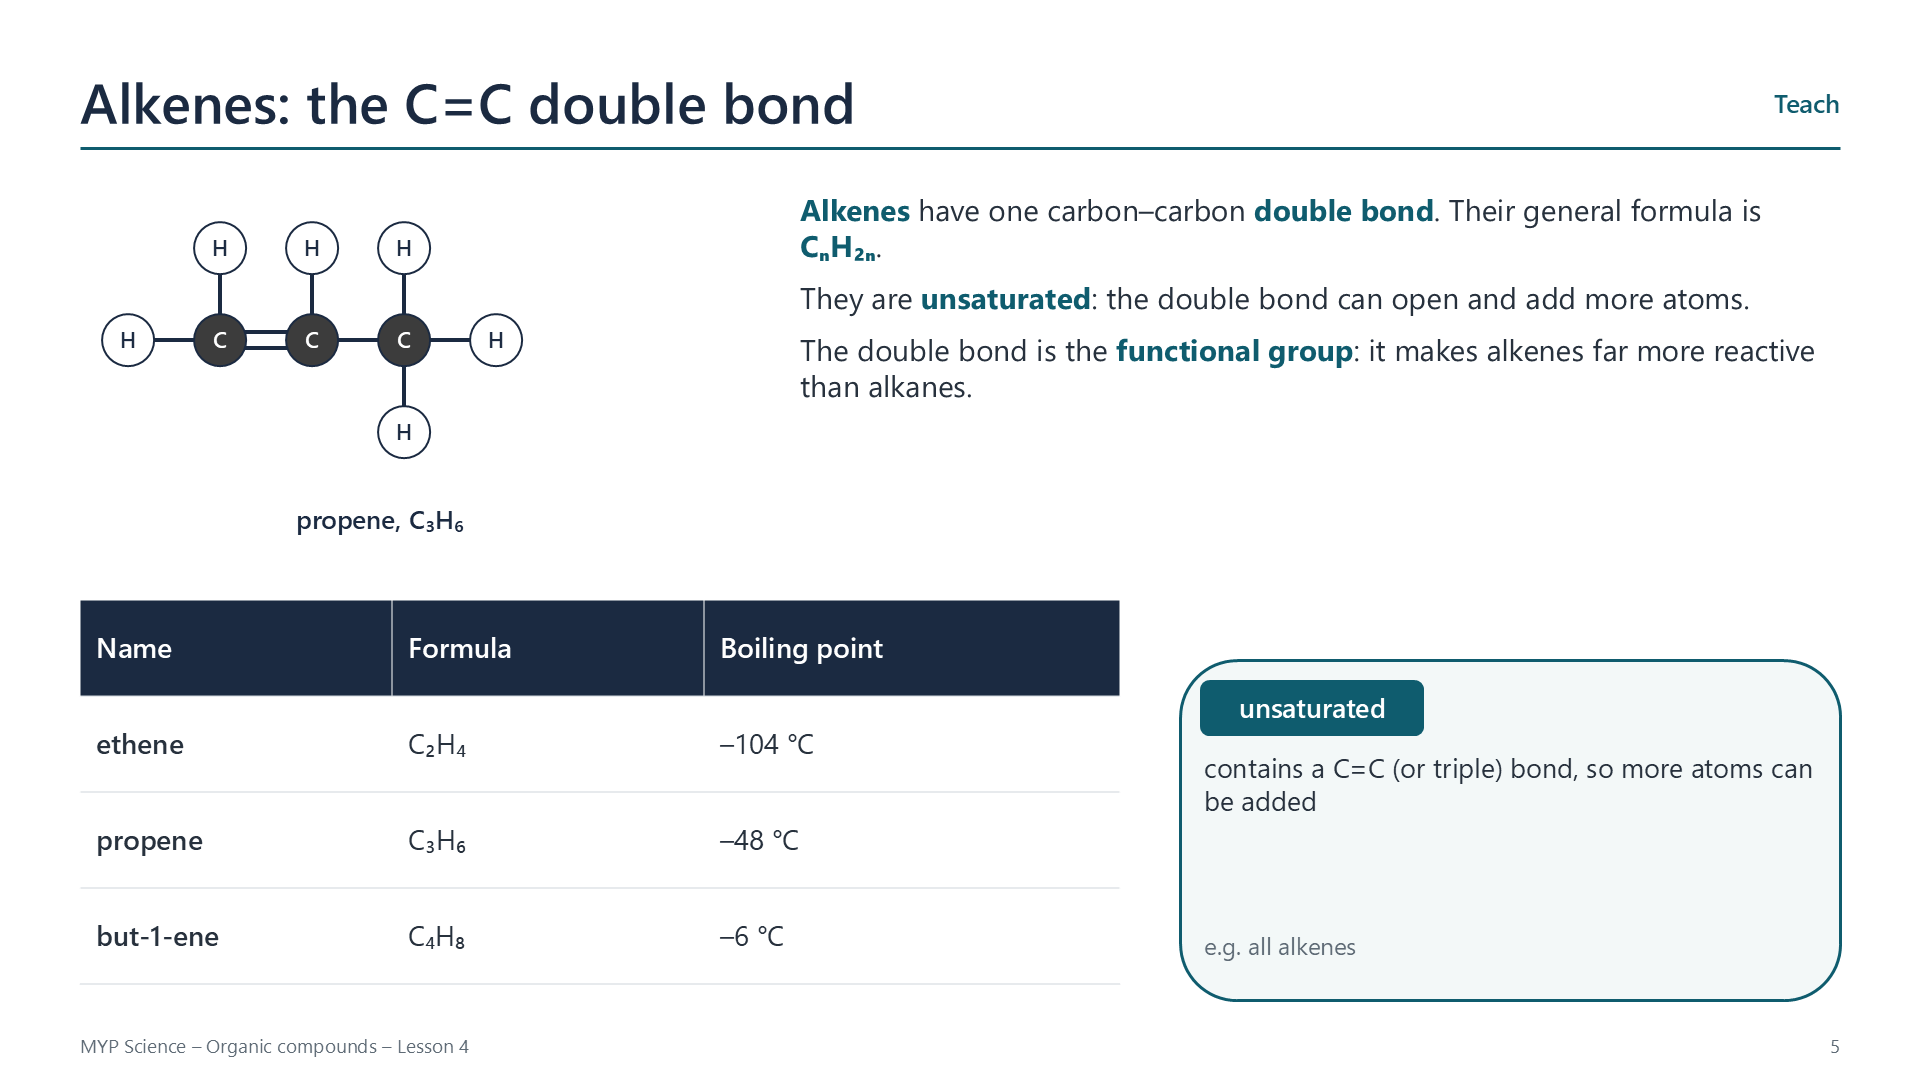 Alkenes: the C=C double bond
Teach
H H H
H C C C H
H
propene, C₃H₆
Alkenes have one carbon–carbon double bond. Their general formula is
CₙH₂ₙ.
They are unsaturated: the double bond can open and add more atoms.
The double bond is the functional group: it makes alkenes far more reactive
than alkanes.
Name Formula Boiling point
ethene C₂H₄ –104 °C
propene C₃H₆ –48 °C
but-1-ene C₄H₈ –6 °C
unsaturated
contains a C=C (or triple) bond, so more atoms can
be added
e.g. all alkenes
MYP Science – Organic compounds – Lesson 4
5